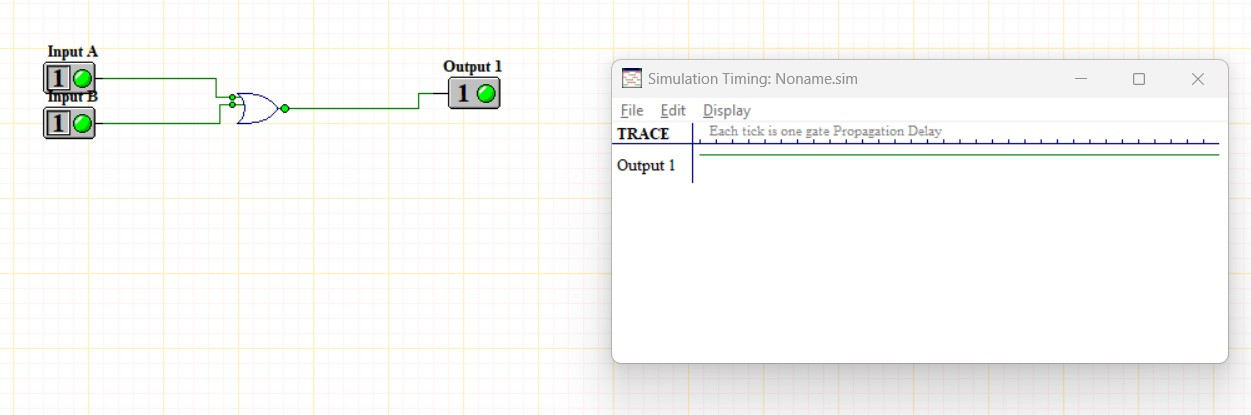 Input A
1
Input B
1
Output 1
1
Simulation Timing: Noname.sim
File Edit Display
TRACE Each tick is one gate Propagation Delay
Output 1